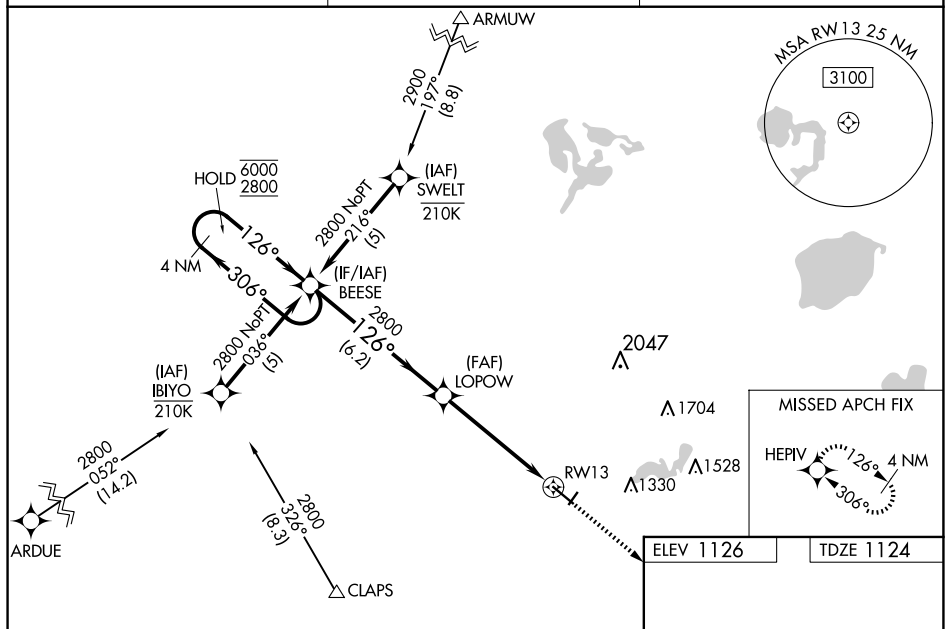 ARMUW
MSA RW13 25 NM
3100
2900
197°
(8.8)
(IAF)
SWELT
210K
HOLD 6000
2800
2800 NoPT
216°
(5)
126°
4 NM
306°
(IF/IAF)
BEESE
2800 NoPT
036°
(5)
2800
126°
(6.2)
(FAF)
LOPOW
2047
(IAF)
IBIYO
210K
1704
MISSED APCH FIX
HEPIV
126°
4 NM
306°
2800
052°
(14.2)
RW13
1528
1330
2800
326°
(8.3)
ARDUE
CLAPS
ELEV 1126
TDZE 1124